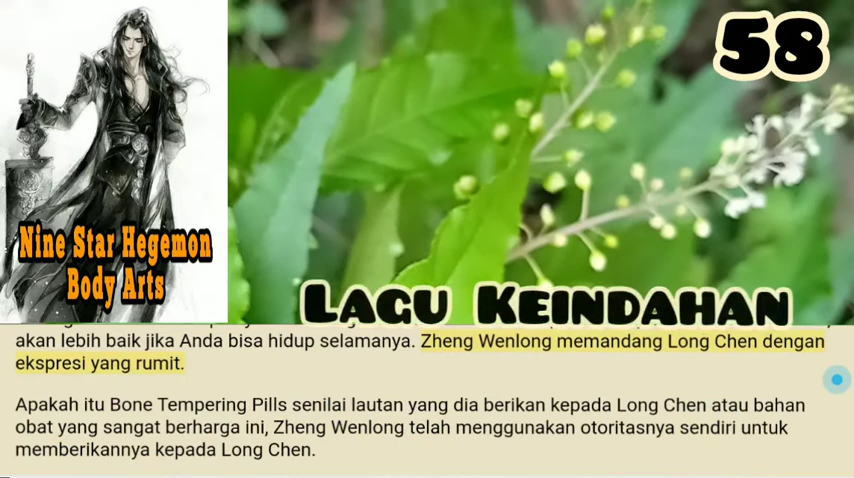 58
Nine Star Hegemon
Body Arts
LAGU KEINDAHAN
akan lebih baik jika Anda bisa hidup selamanya. Zheng Wenlong memandang Long Chen dengan
ekspresi yang rumit.
Apakah itu Bone Tempering Pills senilai lautan yang dia berikan kepada Long Chen atau bahan
obat yang sangat berharga ini, Zheng Wenlong telah menggunakan otoritasnya sendiri untuk
memberikannya kepada Long Chen.